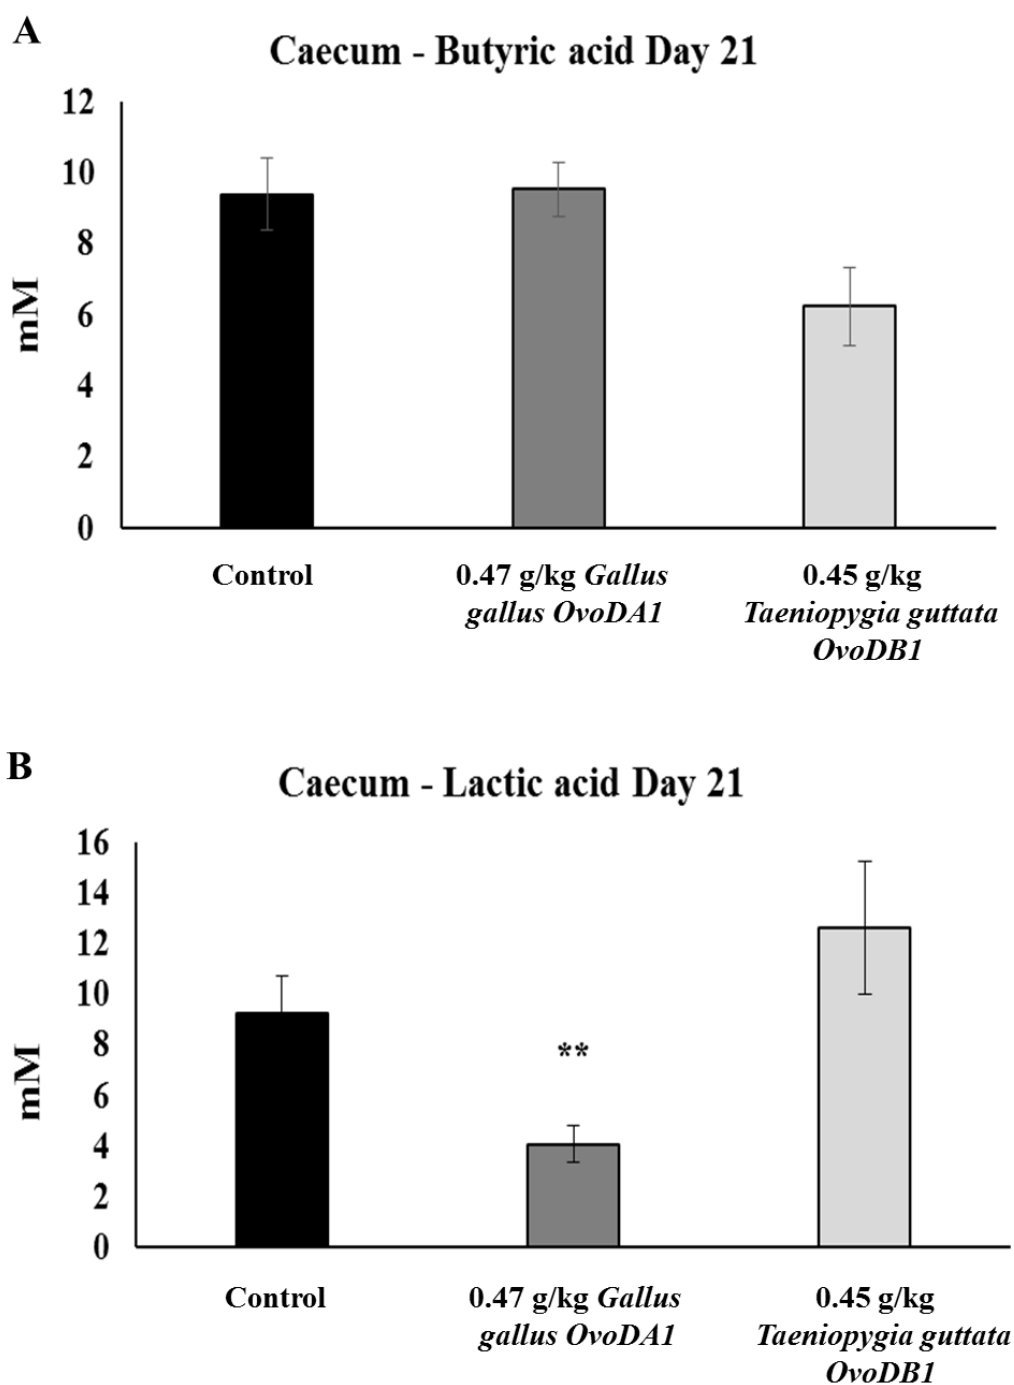 A
Caecum - Butyric acid Day 21
12
10
8
6
4
2
0
mM
Control
0.47 g/kg Gallus
gallus OvoDA1
0.45 g/kg
Taeniopygia guttata
OvoDB1
B
Caecum - Lactic acid Day 21
16
14
12
10
8
6
4
2
0
mM
**
Control
0.47 g/kg Gallus
gallus OvoDA1
0.45 g/kg
Taeniopygia guttata
OvoDB1